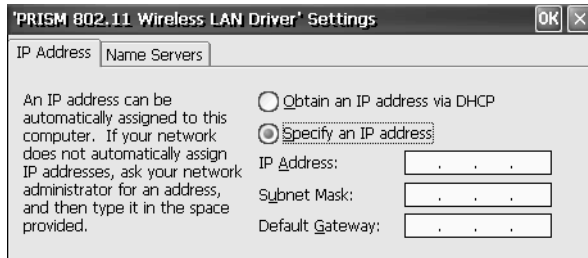 'PRISM 802.11 Wireless LAN Driver' Settings OK ×
IP Address Name Servers
An IP address can be
automatically assigned to this
computer. If your network
does not automatically assign
IP addresses, ask your network
administrator for an address,
and then type it in the space
provided.
Obtain an IP address via DHCP
Specify an IP address
IP Address: . . .
Subnet Mask: . . .
Default Gateway: . . .